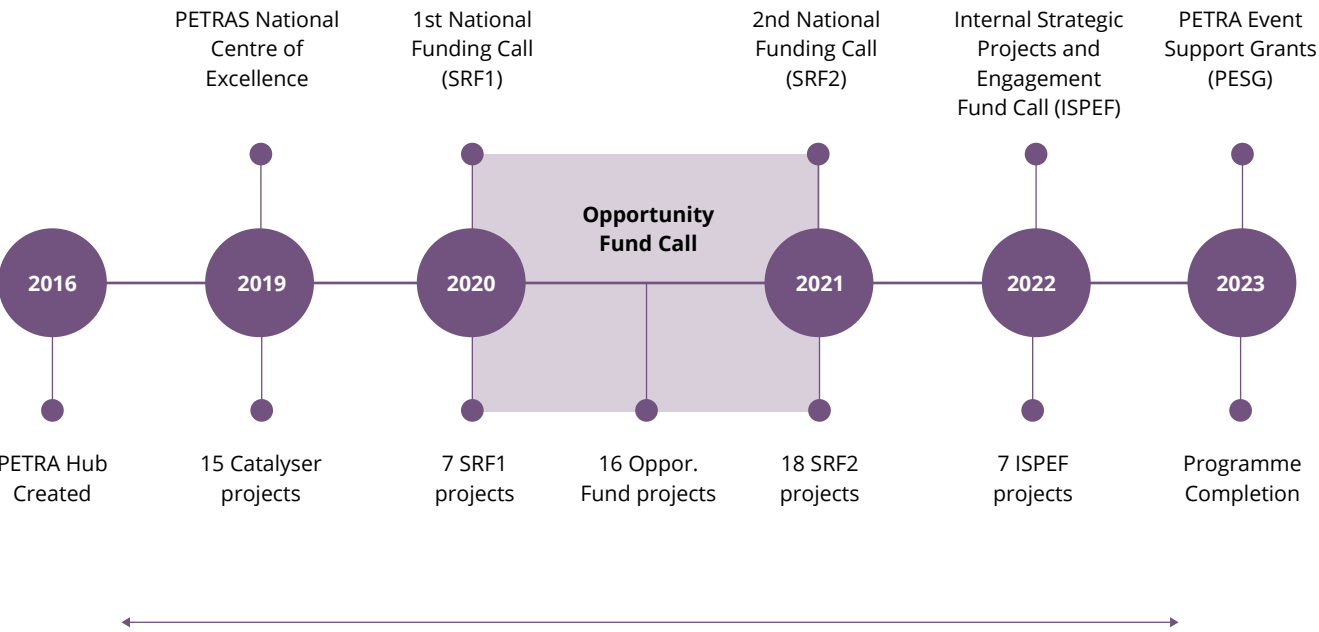 PETRAS National
Centre of
Excellence
1st National
Funding Call
(SRF1)
2nd National
Funding Call
(SRF2)
Internal Strategic
Projects and
Engagement
Fund Call (ISPEF)
PETRA Event
Support Grants
(PESG)
Opportunity
Fund Call
2016
2019
2020
2021
2022
2023
PETRA Hub
Created
15 Catalyser
projects
7 SRF1
projects
16 Oppor.
Fund projects
18 SRF2
projects
7 ISPEF
projects
Programme
Completion